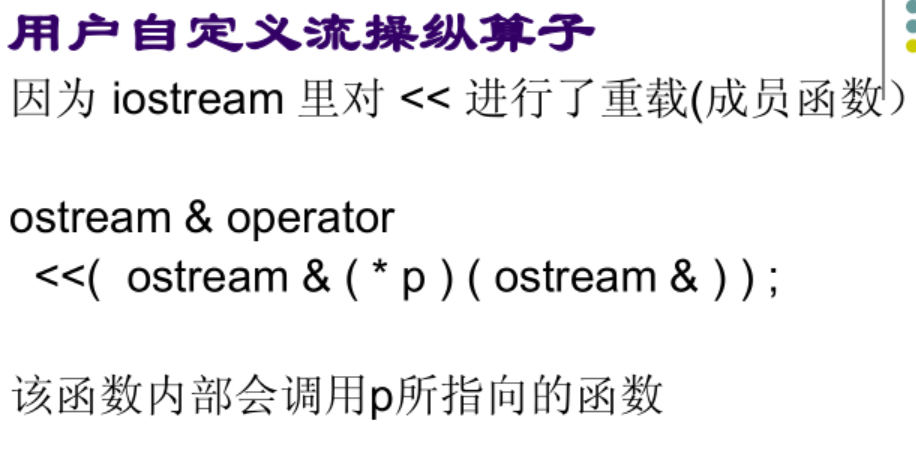 用户自定义流操纵算子
因为 iostream 里对 << 进行了重载(成员函数）
ostream & operator
<<( ostream & ( * p ) ( ostream & ) ) ;
该函数内部会调用p所指向的函数